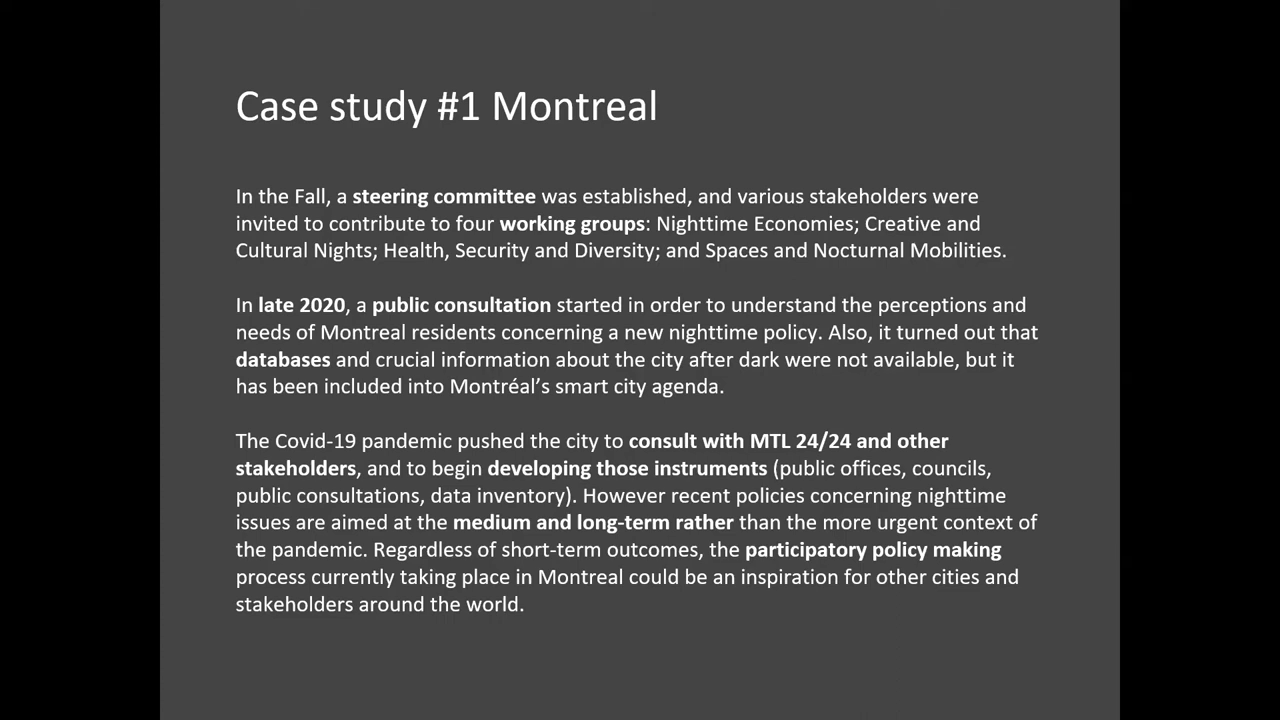 Case study #1 Montreal
In the Fall, a steering committee was established, and various stakeholders were
invited to contribute to four working groups: Nighttime Economies; Creative and
Cultural Nights; Health, Security and Diversity; and Spaces and Nocturnal Mobilities.
In late 2020, a public consultation started in order to understand the perceptions and
needs of Montreal residents concerning a new nighttime policy. Also, it turned out that
databases and crucial information about the city after dark were not available, but it
has been included into Montréal’s smart city agenda.
The Covid-19 pandemic pushed the city to consult with MTL 24/24 and other
stakeholders, and to begin developing those instruments (public offices, councils,
public consultations, data inventory). However recent policies concerning nighttime
issues are aimed at the medium and long-term rather than the more urgent context of
the pandemic. Regardless of short-term outcomes, the participatory policy making
process currently taking place in Montreal could be an inspiration for other cities and
stakeholders around the world.